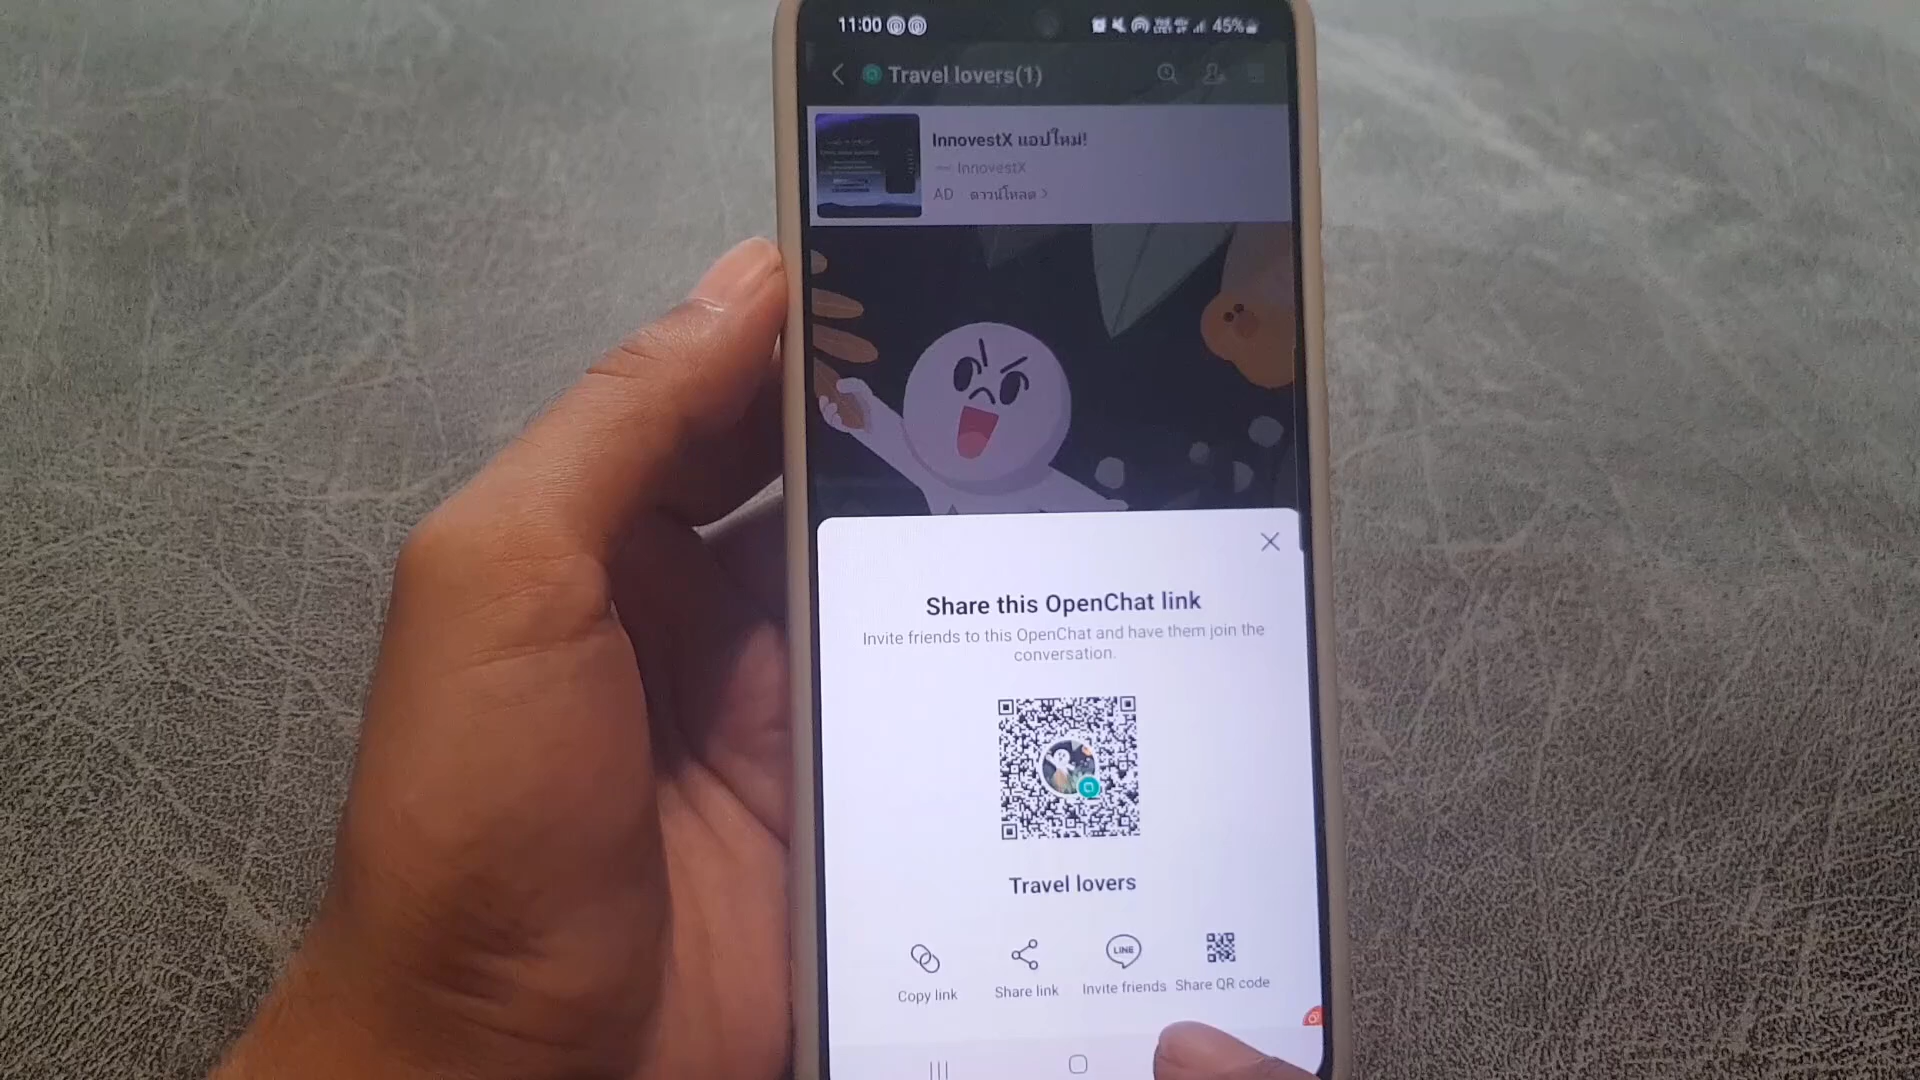 11:00
45%
Travel lovers(1)
InnovestX แอปใหม่!
InnovestX
AD ดาวน์โหลด >
Share this OpenChat link
Invite friends to this OpenChat and have them join the
conversation.
Travel lovers
LINE
Copy link
Share link
Invite friends
Share QR code